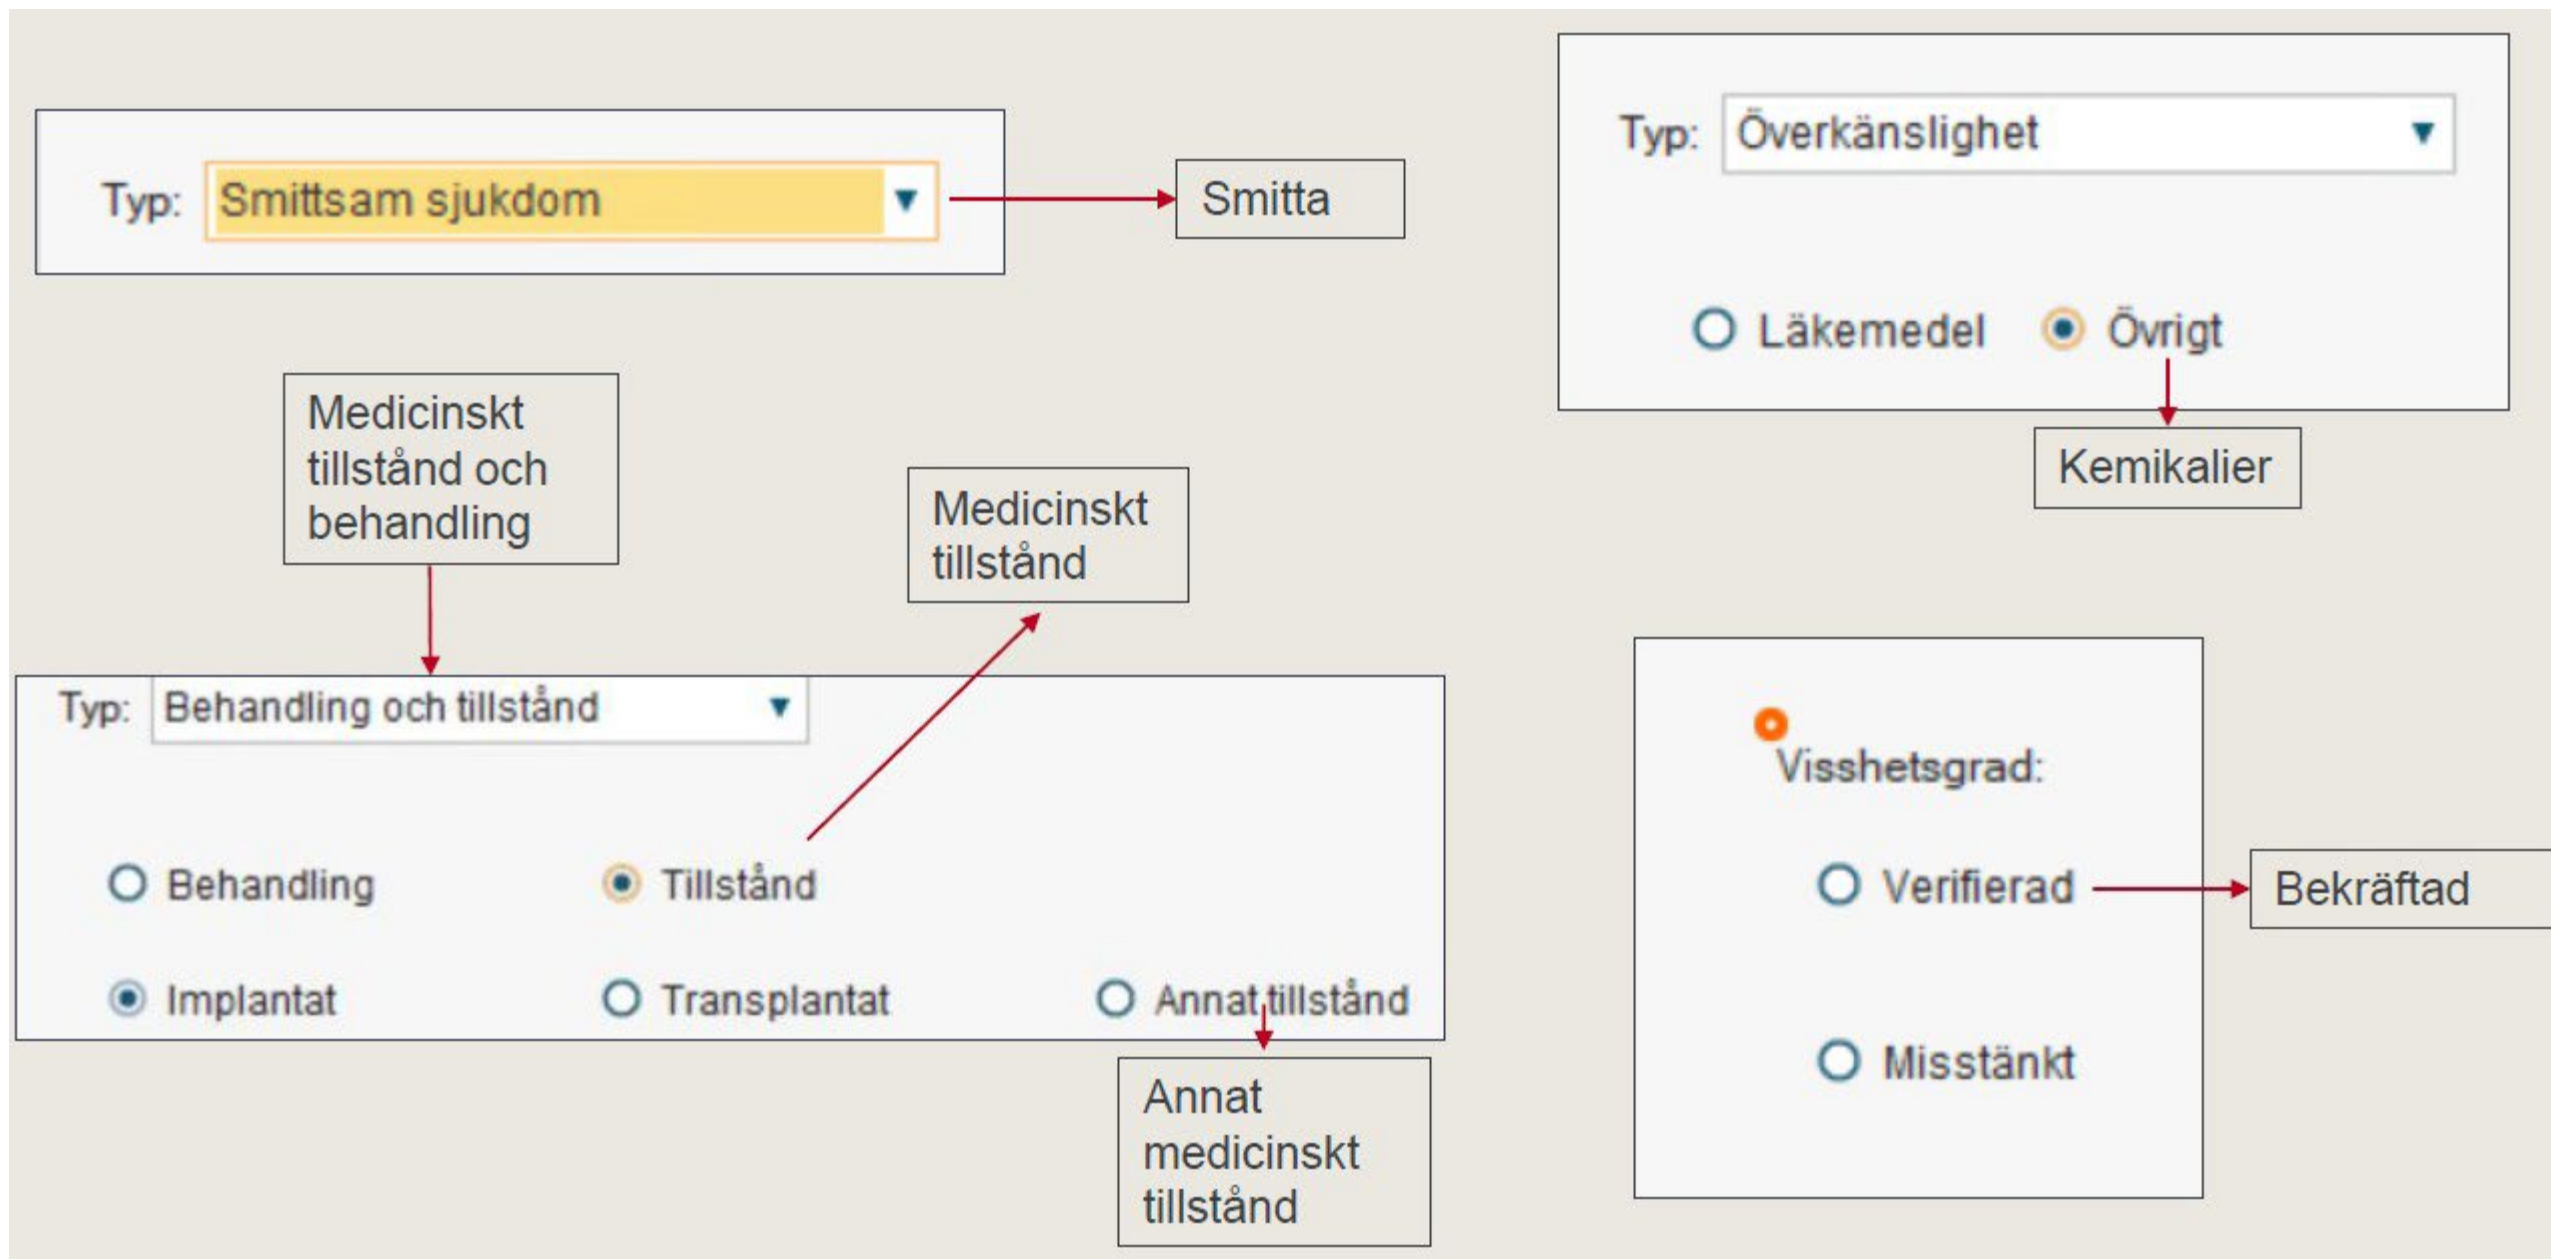 Typ: Smittsam sjukdom
Smitta
Typ: Överkänslighet
Läkemedel Övrigt
Kemikalier
Medicinskt
tillstånd och
behandling
Medicinskt
tillstånd
Typ: Behandling och tillstånd
Behandling Tillstånd
Implantat Transplantat Annat tillstånd
Annat
medicinskt
tillstånd
Visshetsgrad:
Verifierad
Bekräftad
Misstänkt